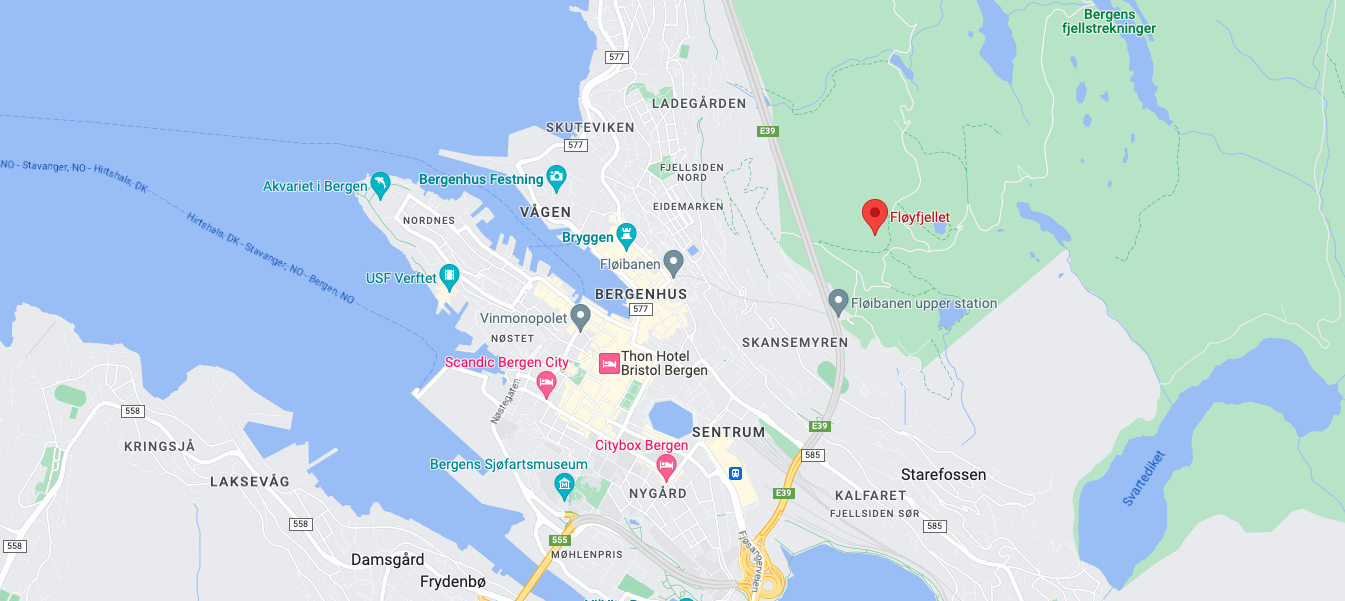 Bergens
fjellstrekninger
577
LADEGÅRDEN
SKUTEVIKEN
E39
577
NO - Stavanger, NO - Hirtshals, DK
FJELLSIDEN
NORD
Bergenhus Festning
Akvariet i Bergen
EIDEMARKEN
VÅGEN
NORDNES
Fløyfjellet
Hirtshals, DK - Stavanger, NO - Bergen, NO
Bryggen
Fløibanen
USF Verftet
BERGENHUS
Fløibanen upper station
577
Vinmonopolet
NØSTET
SKANSEMYREN
Thon Hotel
Bristol Bergen
Scandic Bergen City
Nøstegaten
558
E39
SENTRUM
KRINGSJÅ
Citybox Bergen
585
Bergens Sjøfartsmuseum
Starefossen
LAKSEVÅG
Svartediket
NYGÅRD
E39
KALFARET
FJELLSIDEN SØR
558
585
555
558
MØHLENPRIS
Damsgård
Fjøsangerveien
Frydenbø